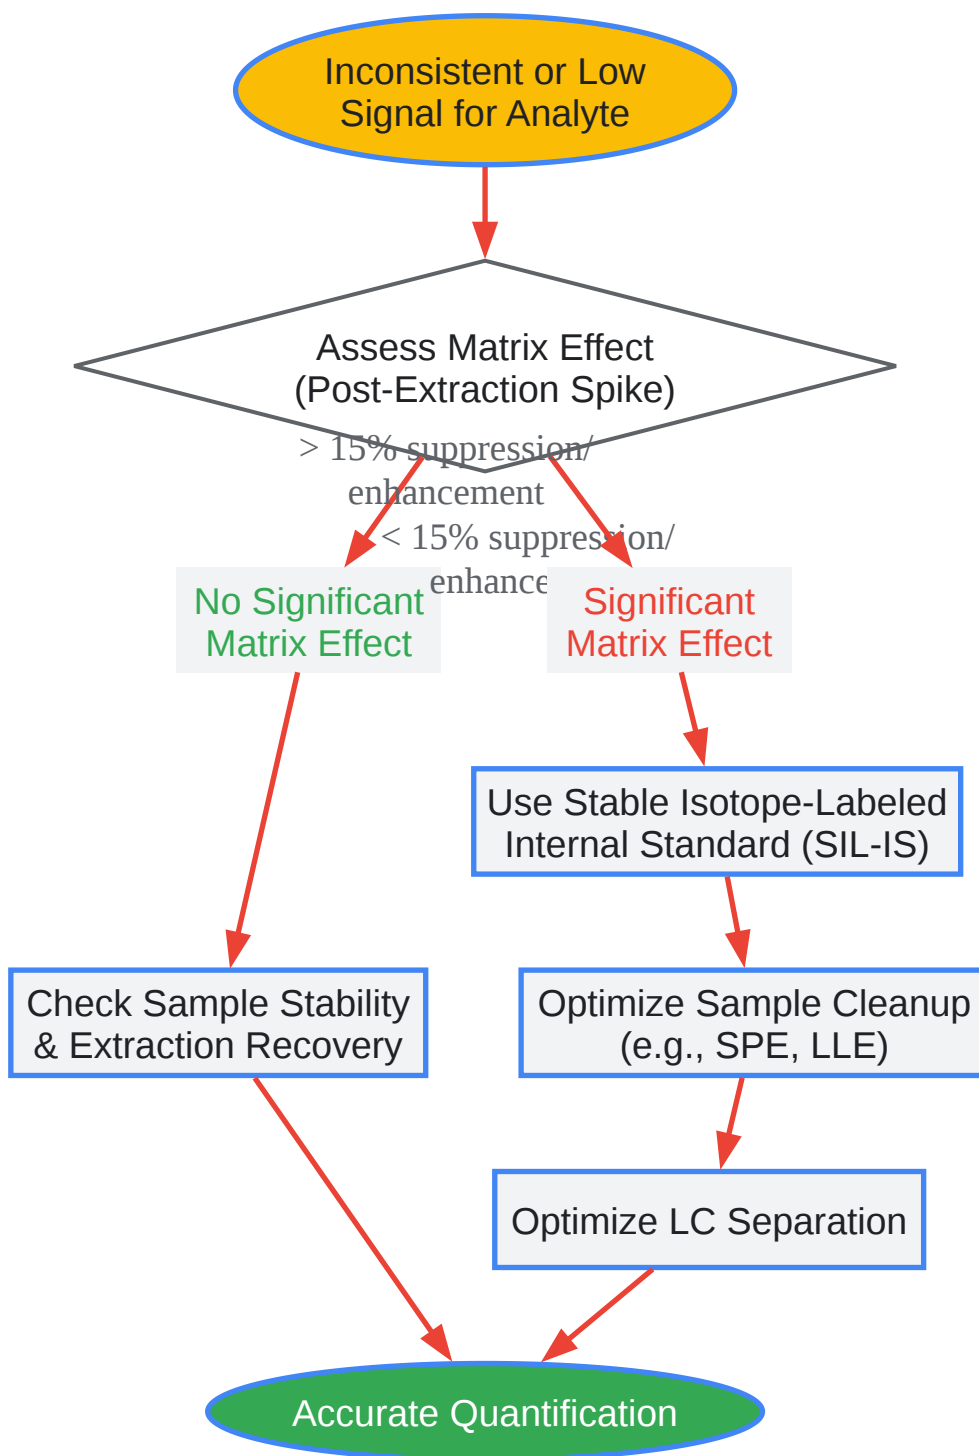 Inconsistent or Low
Signal for Analyte
Assess Matrix Effect
(Post-Extraction Spike)
> 15% suppression/
enhancement
< 15% suppression/
enhance
No Significant
Matrix Effect
Significant
Matrix Effect
Use Stable Isotope-Labeled
Internal Standard (SIL-IS)
Optimize Sample Cleanup
(e.g., SPE, LLE)
Check Sample Stability
& Extraction Recovery
Optimize LC Separation
Accurate Quantification